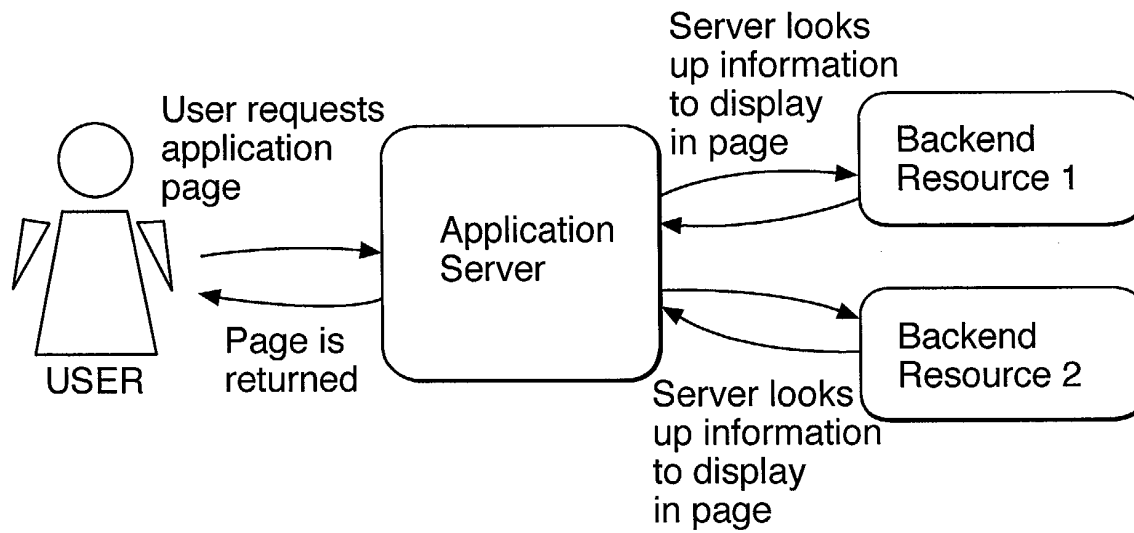 User requests
application
page
USER
Page is
returned
Application
Server
Server looks
up information
to display
in page
Backend
Resource 1
Backend
Resource 2
Server looks
up information
to display
in page